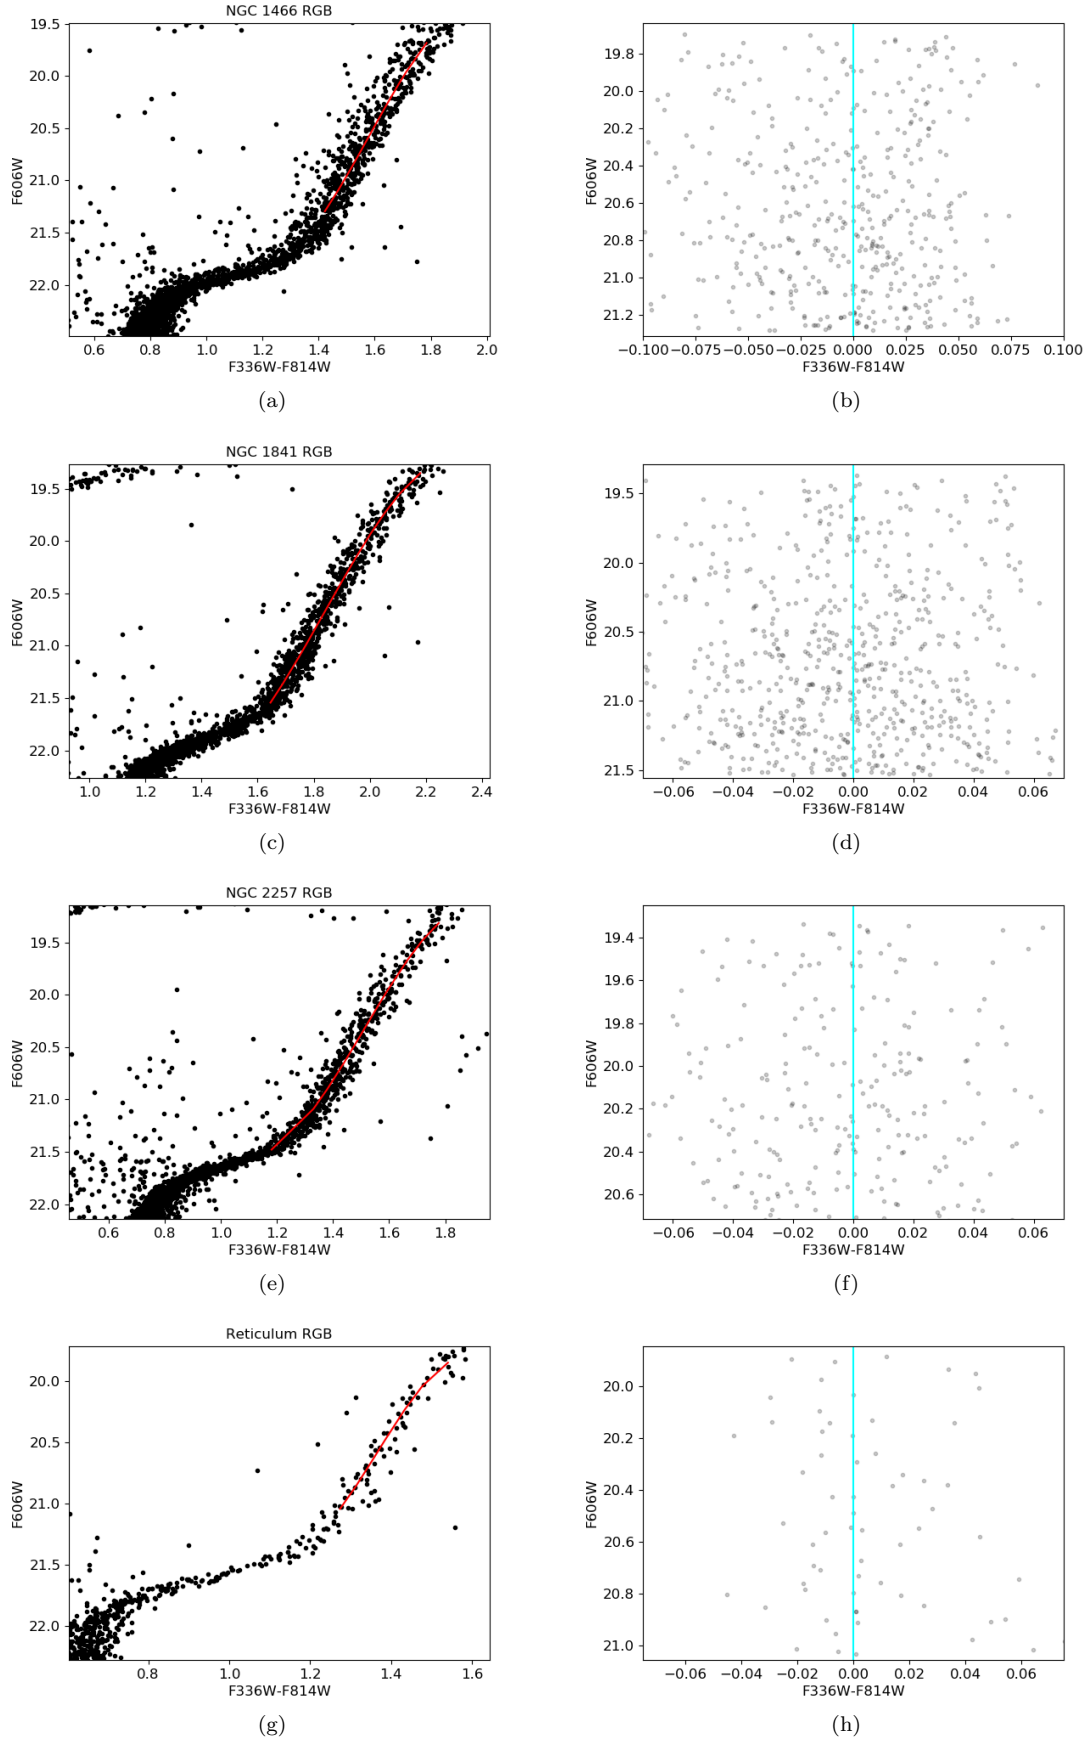 NGC 1466 RGB
19.5
20.0
20.5
21.0
21.5
22.0
F606W
0.6 0.8 1.0 1.2 1.4 1.6 1.8 2.0
F336W-F814W
(a)
19.8
20.0
20.2
20.4
20.6
20.8
21.0
21.2
F606W
−0.100 −0.075 −0.050 −0.025 0.000 0.025 0.050 0.075 0.100
F336W-F814W
(b)
NGC 1841 RGB
19.5
20.0
20.5
21.0
21.5
22.0
F606W
1.0 1.2 1.4 1.6 1.8 2.0 2.2 2.4
F336W-F814W
(c)
19.5
20.0
20.5
21.0
21.5
F606W
−0.06 −0.04 −0.02 0.00 0.02 0.04 0.06
F336W-F814W
(d)
NGC 2257 RGB
19.5
20.0
20.5
21.0
21.5
22.0
F606W
0.6 0.8 1.0 1.2 1.4 1.6 1.8
F336W-F814W
(e)
19.4
19.6
19.8
20.0
20.2
20.4
20.6
F606W
−0.06 −0.04 −0.02 0.00 0.02 0.04 0.06
F336W-F814W
(f)
Reticulum RGB
20.0
20.5
21.0
21.5
22.0
F606W
0.8 1.0 1.2 1.4 1.6
F336W-F814W
(g)
20.0
20.2
20.4
20.6
20.8
21.0
F606W
−0.06 −0.04 −0.02 0.00 0.02 0.04 0.06
F336W-F814W
(h)